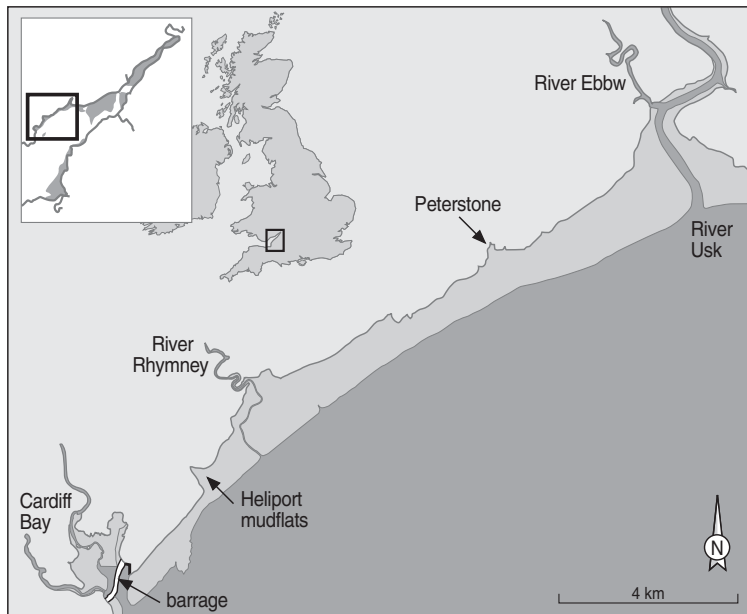 River Ebbw
Peterstone
River
Usk
River
Rhymney
Heliport
mudflats
Cardiff
Bay
barrage
N
4 km